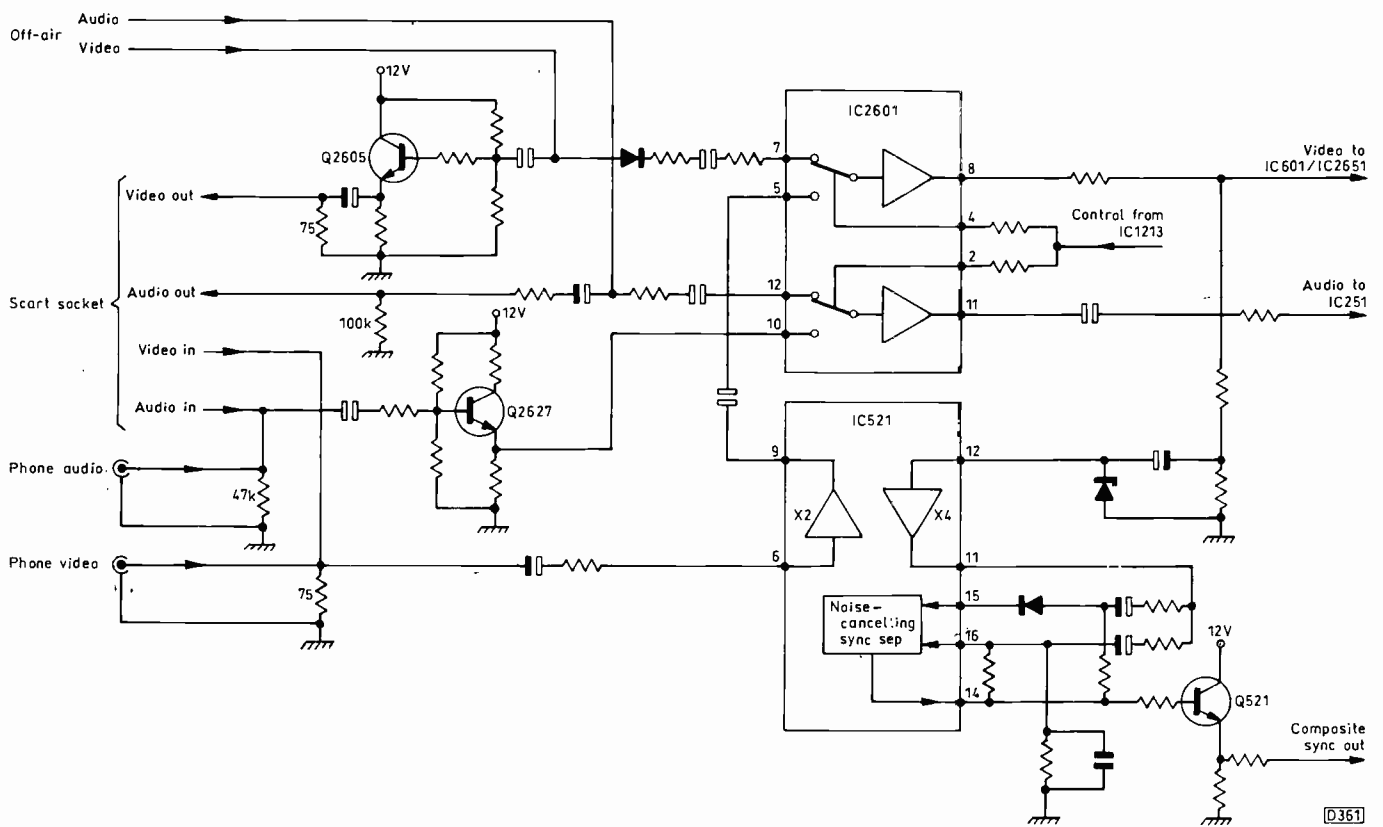 Off-air
Audio
Video
12V
Q2605
Video out
75
Scart socket
Audio out
100k
12V
Video in
Audio in
Q2627
Phone audio
47k
Phone video
75
IC2601
7
5
12
10
8
4
2
11
Video to
IC601/IC2651
Control from
IC1213
Audio to
IC251
IC521
9
X2
6
12
X4
11
15
16
14
Noise-
cancelling
sync sep
12V
Q521
Composite
sync out
D361